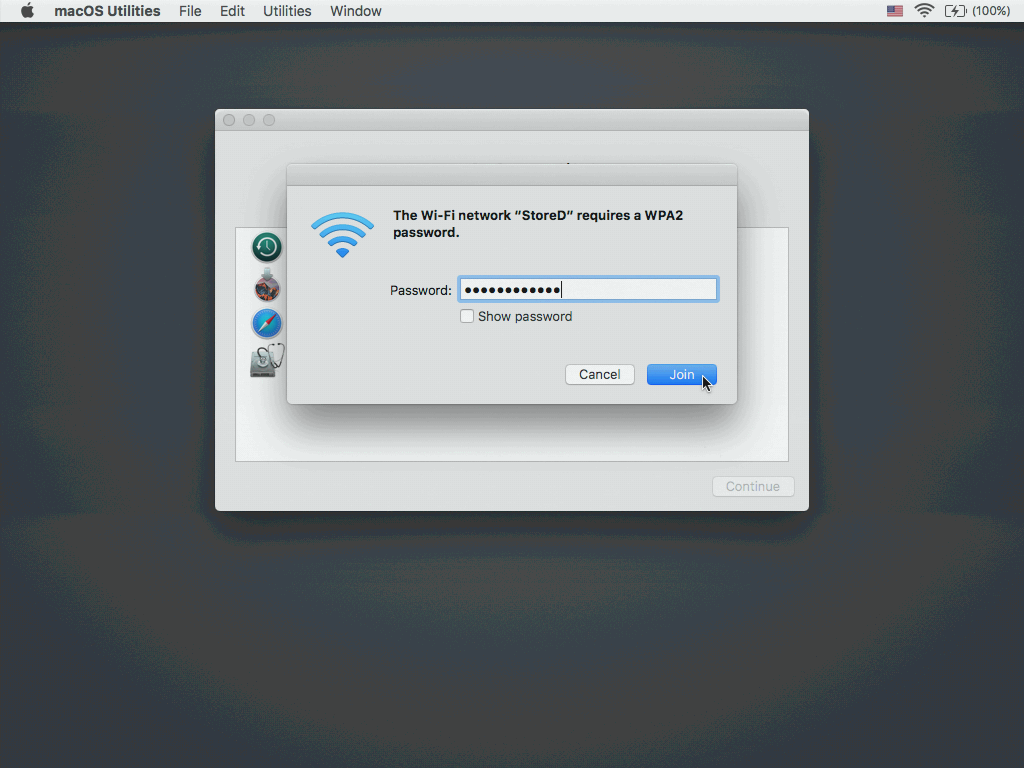 macOS Utilities File Edit Utilities Window (100%)
The Wi-Fi network “StoreD” requires a WPA2
password.
Password: ••••••••••••
Show password
Cancel Join
Continue